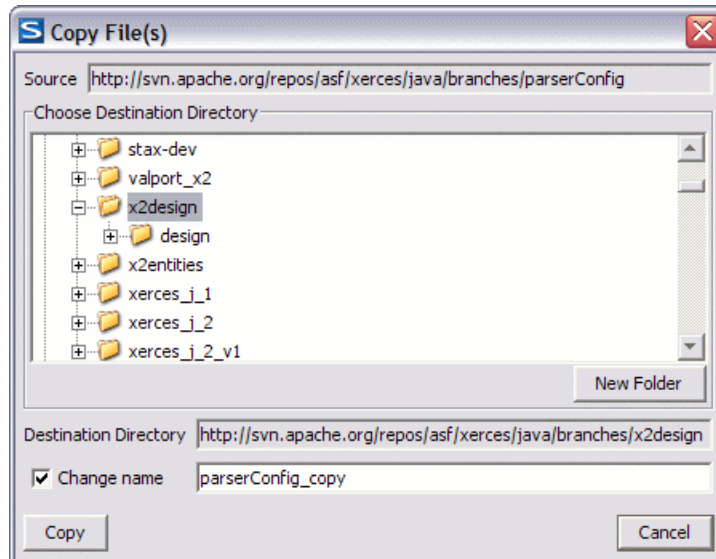 S Copy File(s)
Source http://svn.apache.org/repos/asf/xerces/java/branches/parserConfig
Choose Destination Directory
stax-dev
valport_x2
x2design
design
x2entities
xerces_j_1
xerces_j_2
xerces_j_2_v1
New Folder
Destination Directory http://svn.apache.org/repos/asf/xerces/java/branches/x2design
Change name parserConfig_copy
Copy Cancel